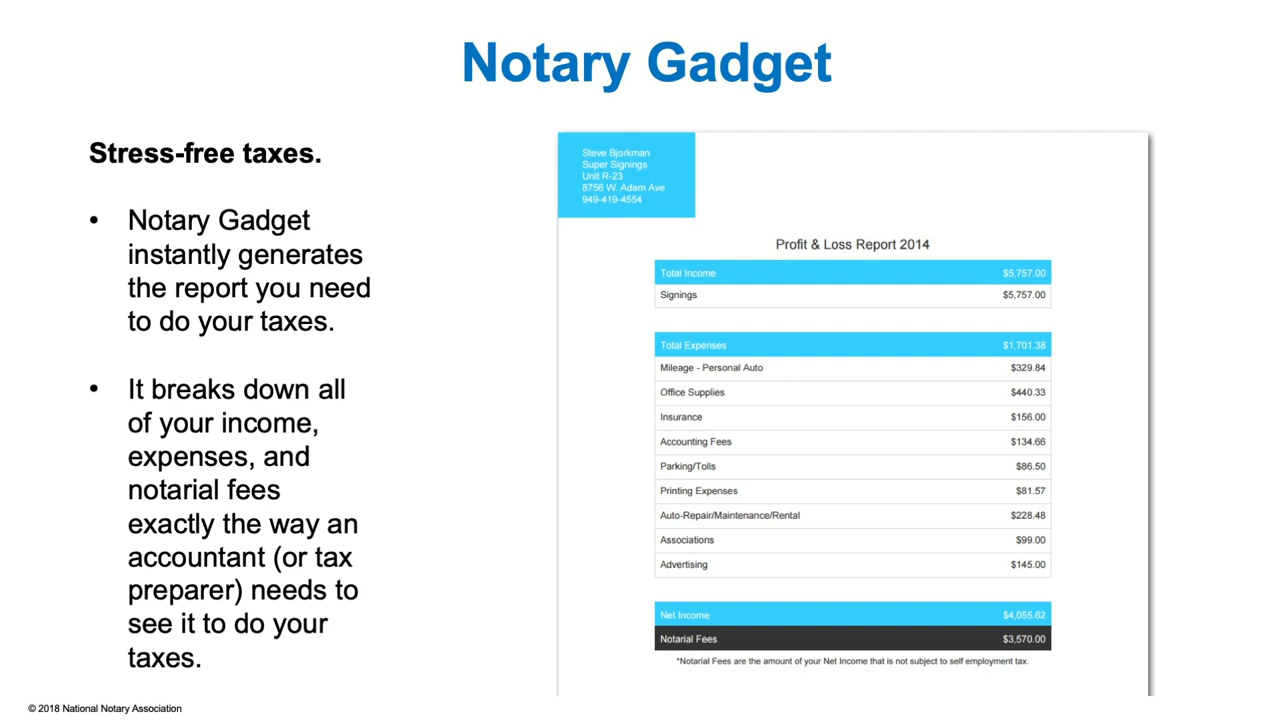 Notary Gadget
Stress-free taxes.
• Notary Gadget
instantly generates
the report you need
to do your taxes.
• It breaks down all
of your income,
expenses, and
notarial fees
exactly the way an
accountant (or tax
preparer) needs to
see it to do your
taxes.
Steve Bjorkman
Super Signings
Unit R-23
8756 W. Adam Ave
949-419-4554
Profit & Loss Report 2014
Total Income $5,757.00
Signings $5,757.00
Total Expenses $1,701.38
Mileage - Personal Auto $329.84
Office Supplies $440.33
Insurance $156.00
Accounting Fees $134.66
Parking/Tolls $86.50
Printing Expenses $81.57
Auto-Repair/Maintenance/Rental $228.48
Associations $99.00
Advertising $145.00
Net Income $4,055.62
Notarial Fees $3,570.00
*Notarial Fees are the amount of your Net Income that is not subject to self employment tax.
© 2018 National Notary Association